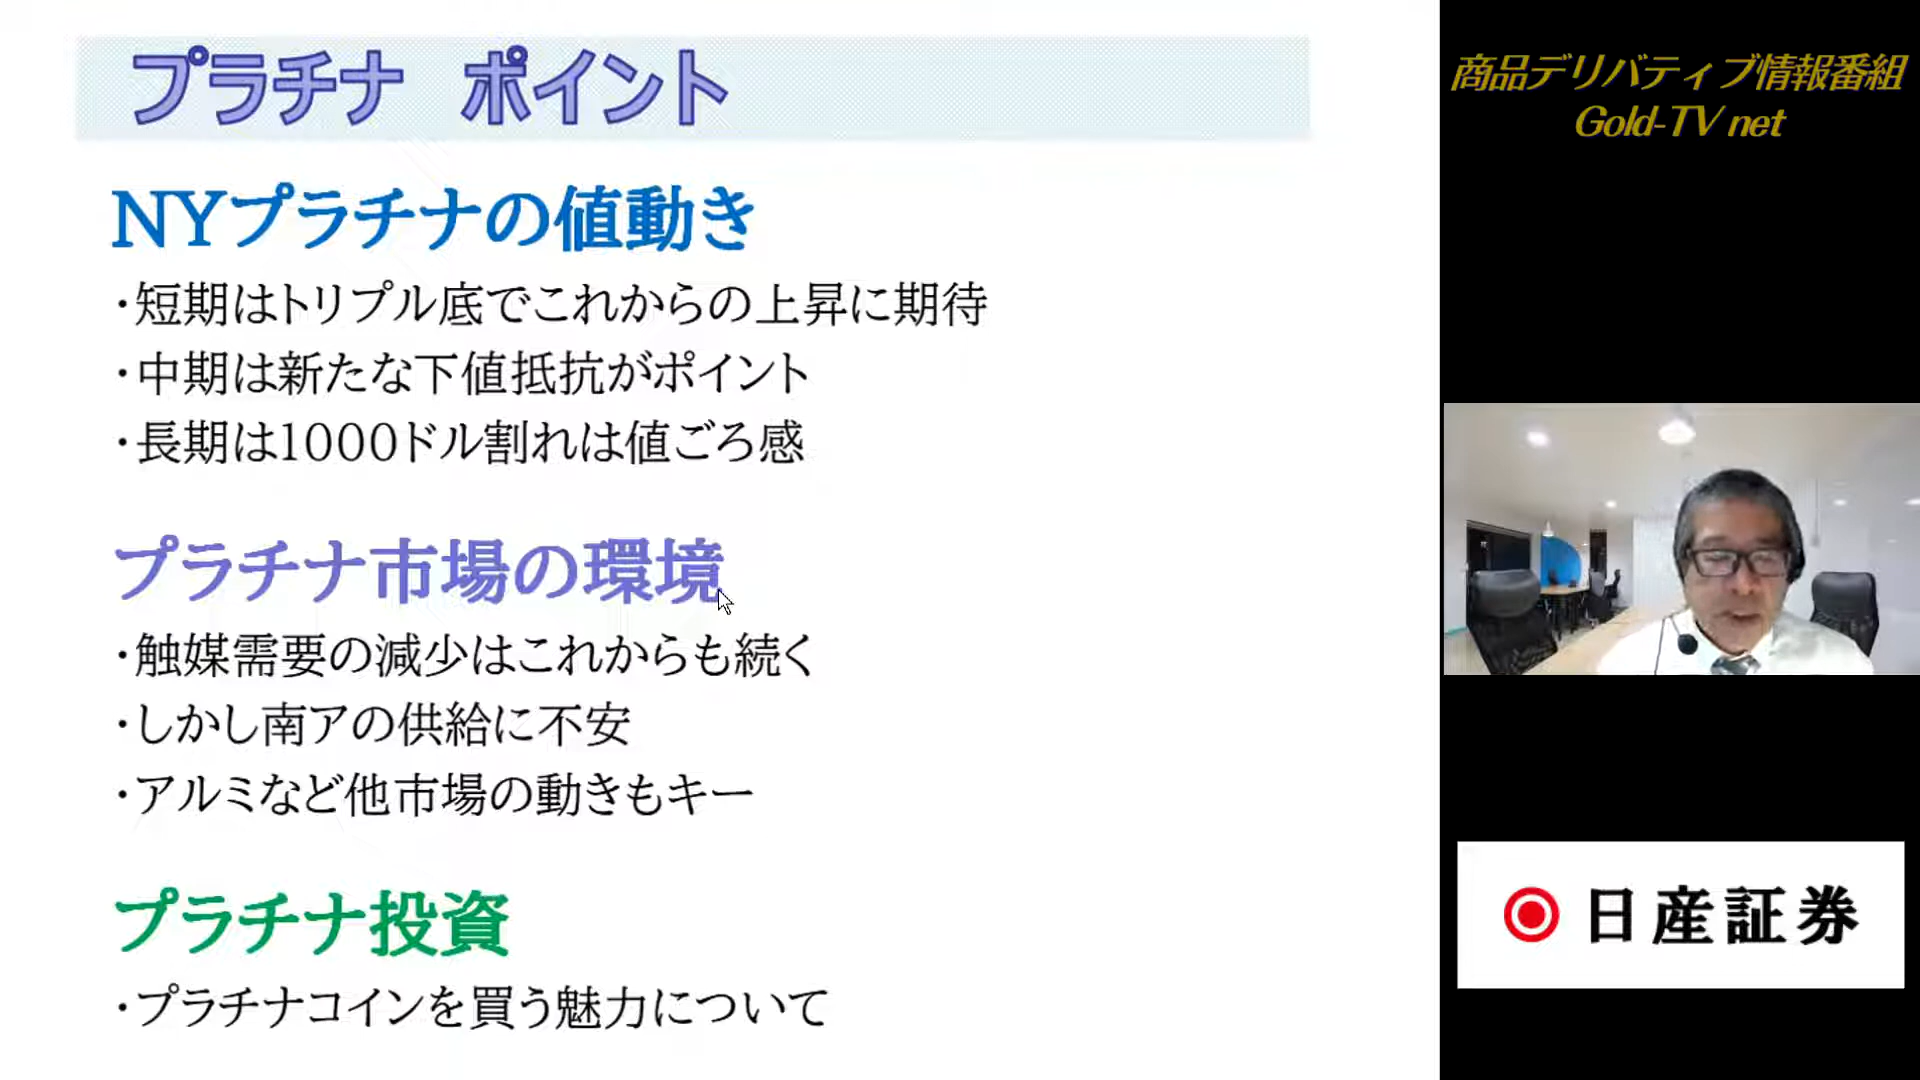 プラチナ ポイント
NYプラチナの値動き
・短期はトリプル底でこれからの上昇に期待
・中期は新たな下値抵抗がポイント
・長期は1000ドル割れは値ごろ感
プラチナ市場の環境
・触媒需要の減少はこれからも続く
・しかし南アの供給に不安
・アルミなど他市場の動きもキー
プラチナ投資
・プラチナコインを買う魅力について
商品デリバティブ情報番組
Gold-TV net
日産証券